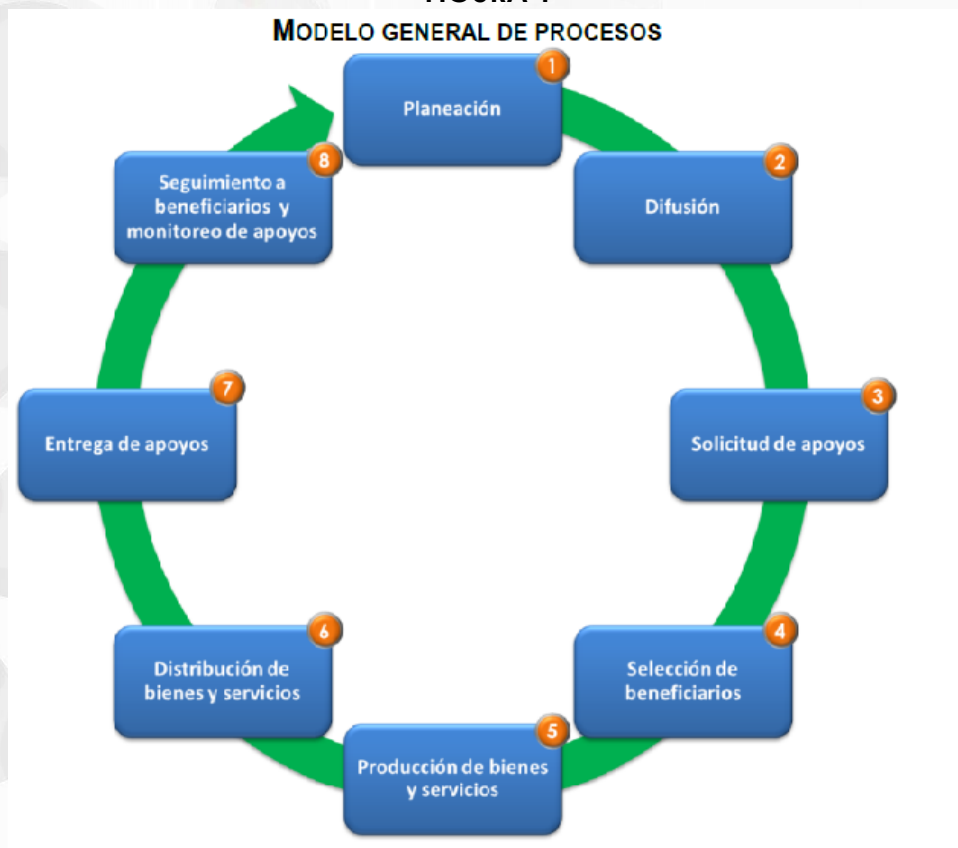 MODELO GENERAL DE PROCESOS
1
Planeación
2
Difusión
3
Solicitud de apoyos
4
Selección de
beneficiarios
5
Producción de bienes
y servicios
6
Distribución de
bienes y servicios
7
Entrega de apoyos
8
Seguimiento a
beneficiarios y
monitoreo de apoyos